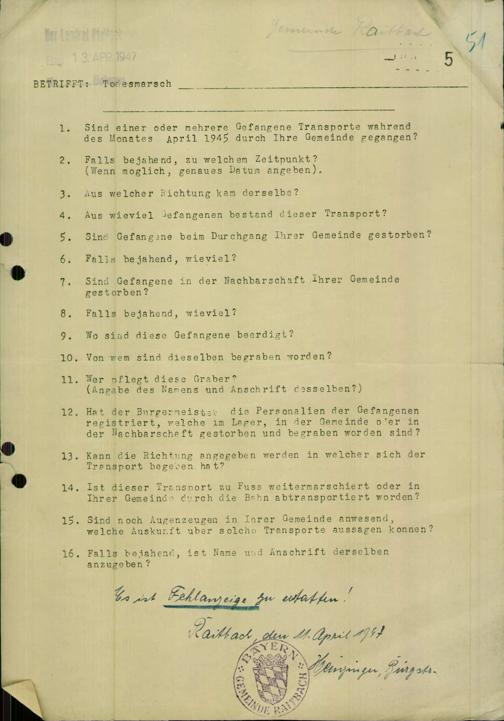 Gemeinde Raitbach
51
Der Landrat
13. APR. 1947
5
BETRIFFT: Todesmarsch
1. Sind einer oder mehrere Gefangene Transporte wahrend
des Monates April 1945 durch Ihre Gemeinde gegangen?
2. Falls bejahend, zu welchem Zeitpunkt?
(Wenn moglich, genaues Datum angeben).
3. Aus welcher Richtung kam derselbe?
4. Aus wieviel Gefangenen bestand dieser Transport?
5. Sind Gefangene beim Durchgang Ihrer Gemeinde gestorben?
6. Falls bejahend, wieviel?
7. Sind Gefangene in der Nachbarschaft Ihrer Gemeinde
gestorben?
8. Falls bejahend, wieviel?
9. Wo sind diese Gefangene beerdigt?
10. Von wem sind dieselben begraben worden?
11. Wer pflegt diese Graber?
(Angabe des Namens und Anschrift desselben?)
12. Hat der Burgermeister die Personalien der Gefangenen
registriert, welche im Lager, in der Gemeinde oder in
der Nachbarschaft gestorben und begraben worden sind?
13. Kann die Richtung angegeben werden in welcher sich der
Transport begeben hat?
14. Ist dieser Transport zu Fuss weitermarschiert oder in
Ihrer Gemeinde durch die Bahn abtransportiert worden?
15. Sind noch Augenzeugen in Ihrer Gemeinde anwesend,
welche Auskunft uber solche Transporte aussagen konnen?
16. Falls bejahend, ist Name und Anschrift derselben
anzugeben?
Es ist Fehlanzeige zu erstatten!
Raitbach, den 11. April 1947
BAYERN
GEMEINDE RAITBACH
Bürgstr.